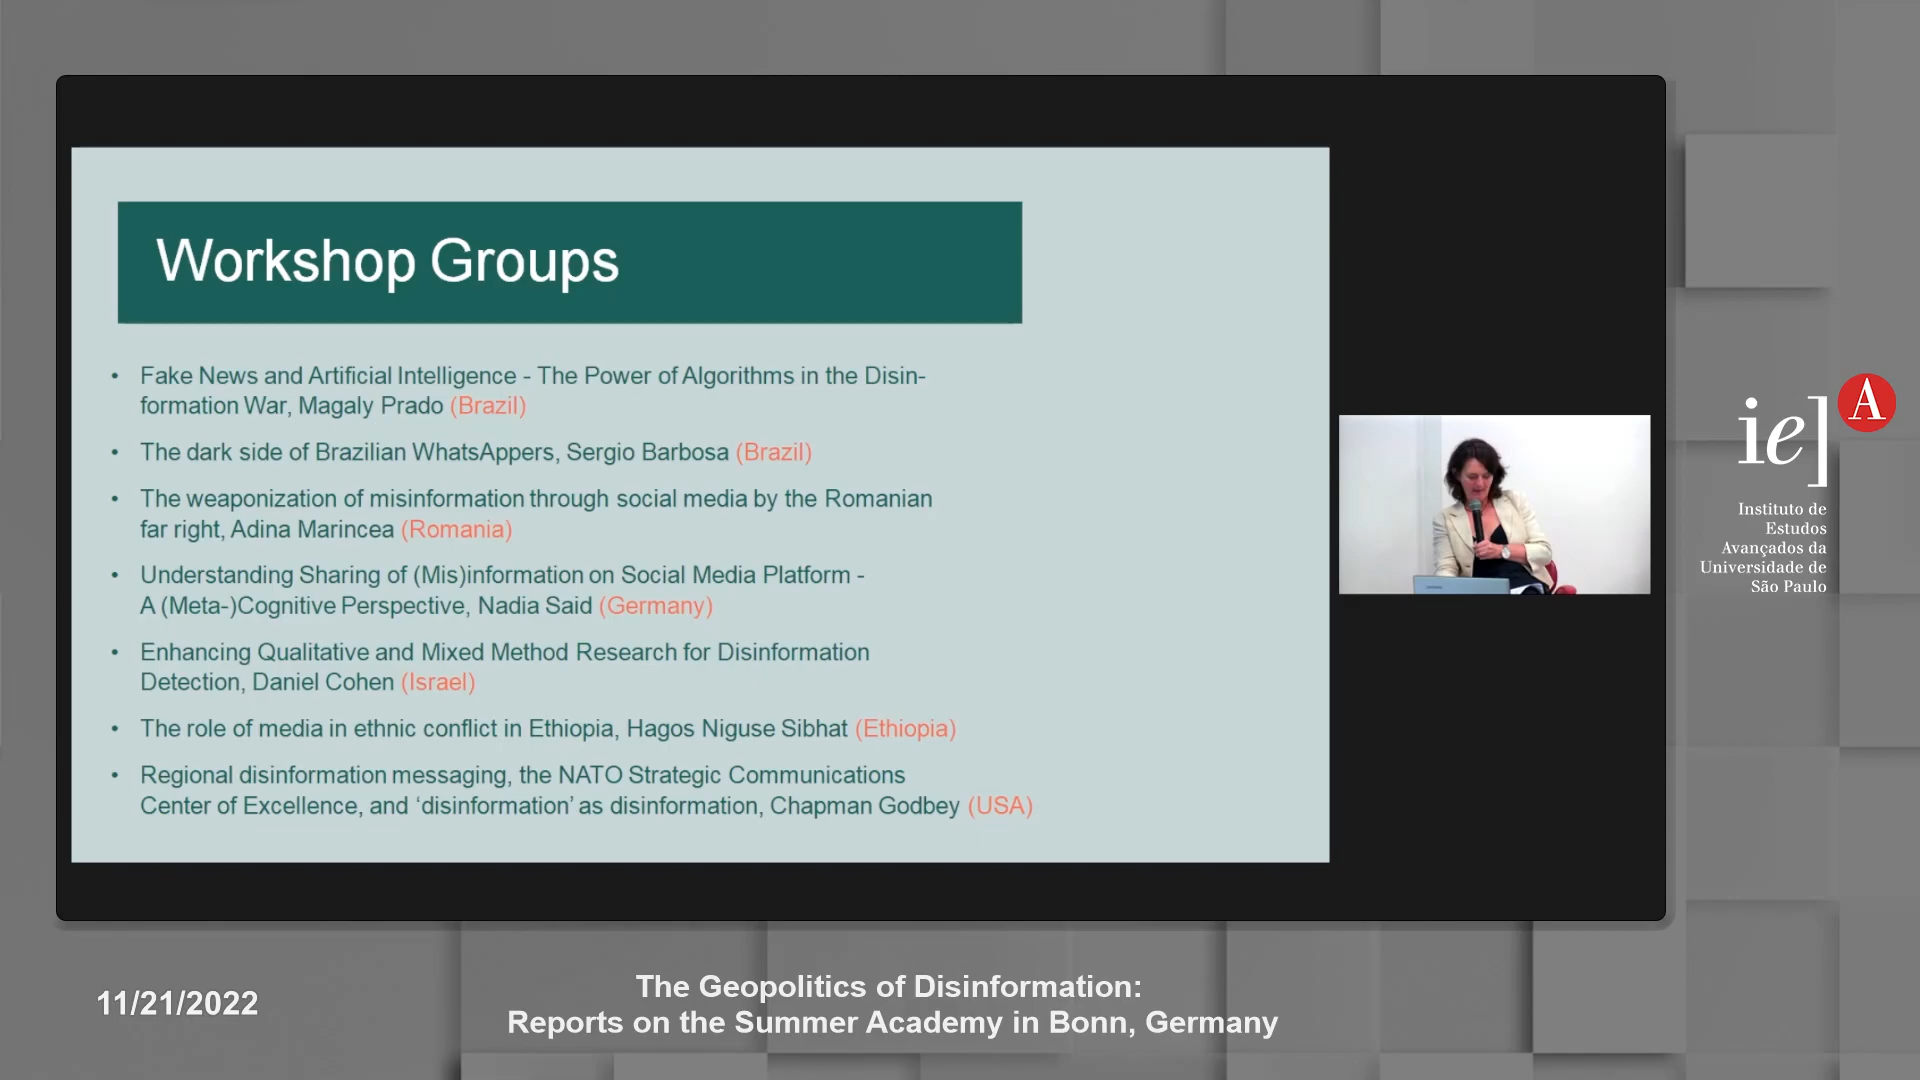 Workshop Groups
• Fake News and Artificial Intelligence - The Power of Algorithms in the Disin-
formation War, Magaly Prado (Brazil)
• The dark side of Brazilian WhatsAppers, Sergio Barbosa (Brazil)
• The weaponization of misinformation through social media by the Romanian
far right, Adina Marincea (Romania)
• Understanding Sharing of (Mis)information on Social Media Platform -
A (Meta-)Cognitive Perspective, Nadia Said (Germany)
• Enhancing Qualitative and Mixed Method Research for Disinformation
Detection, Daniel Cohen (Israel)
• The role of media in ethnic conflict in Ethiopia, Hagos Niguse Sibhat (Ethiopia)
• Regional disinformation messaging, the NATO Strategic Communications
Center of Excellence, and ‘disinformation’ as disinformation, Chapman Godbey (USA)
ie] A
Instituto de
Estudos
Avançados da
Universidade de
São Paulo
11/21/2022
The Geopolitics of Disinformation:
Reports on the Summer Academy in Bonn, Germany